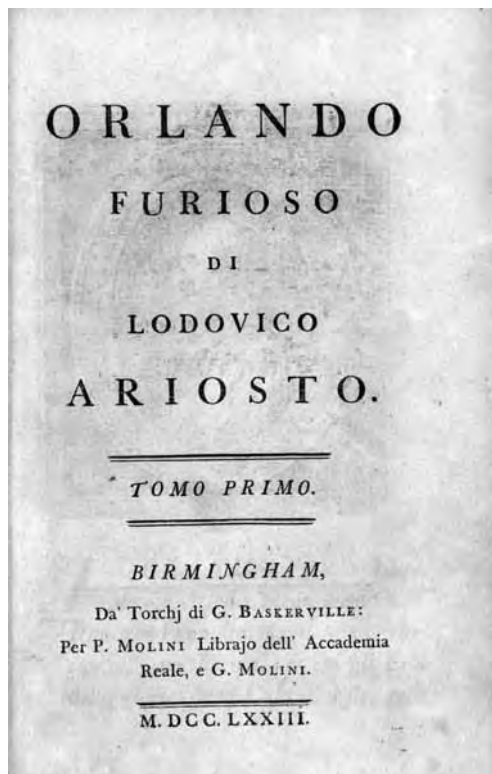 ORLANDO
FURIOSO
DI
LODOVICO
ARIOSTO.
TOMO PRIMO.
BIRMINGHAM,
Da' Torchj di G. BASKERVILLE:
Per P. MOLINI Librajo dell' Accademia
Reale, e G. MOLINI.
M. DCC. LXXIII.